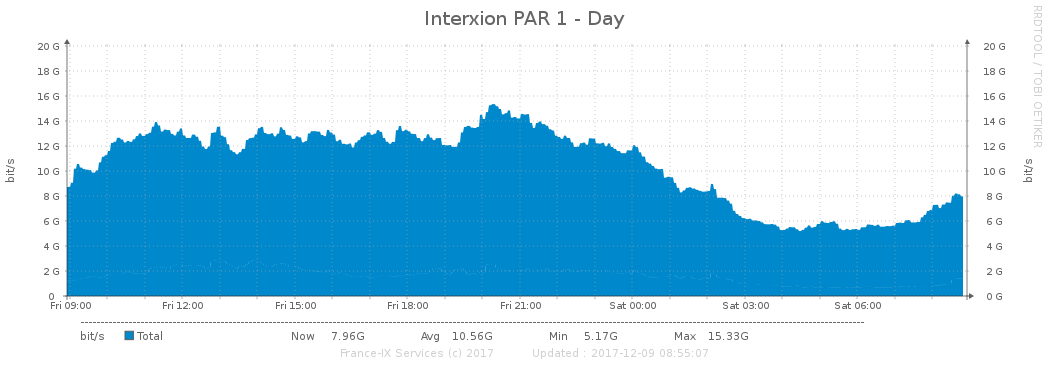 Interxion PAR 1 - Day
RRDTOOL / TOBI OETIKER
bit/s
20 G 20 G
18 G 18 G
16 G 16 G
14 G 14 G
12 G 12 G
10 G 10 G
8 G 8 G
6 G 6 G
4 G 4 G
2 G 2 G
0 0 G
bit/s
Fri 09:00 Fri 12:00 Fri 15:00 Fri 18:00 Fri 21:00 Sat 00:00 Sat 03:00 Sat 06:00
bit/s Total Now 7.96G Avg 10.56G Min 5.17G Max 15.33G
France-IX Services (c) 2017 Updated : 2017-12-09 08:55:07